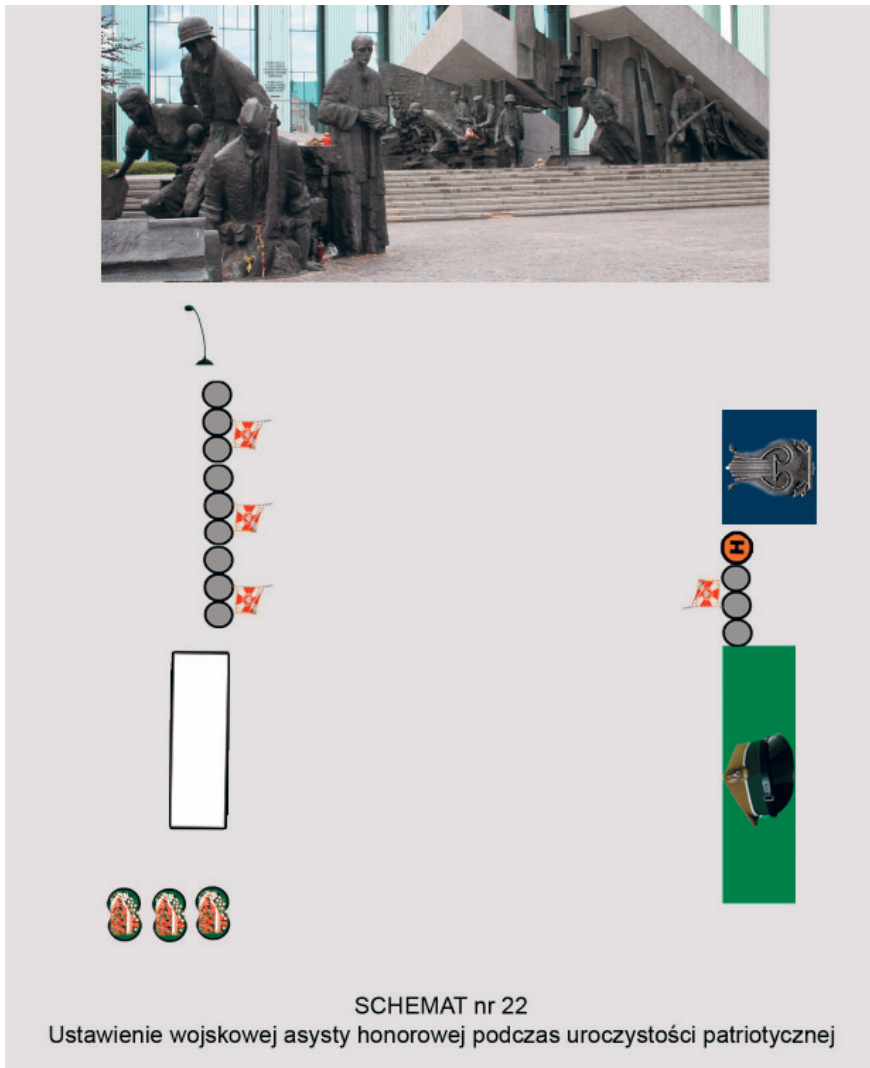 H
SCHEMAT nr 22
Ustawienie wojskowej asysty honorowej podczas uroczystości patriotycznej